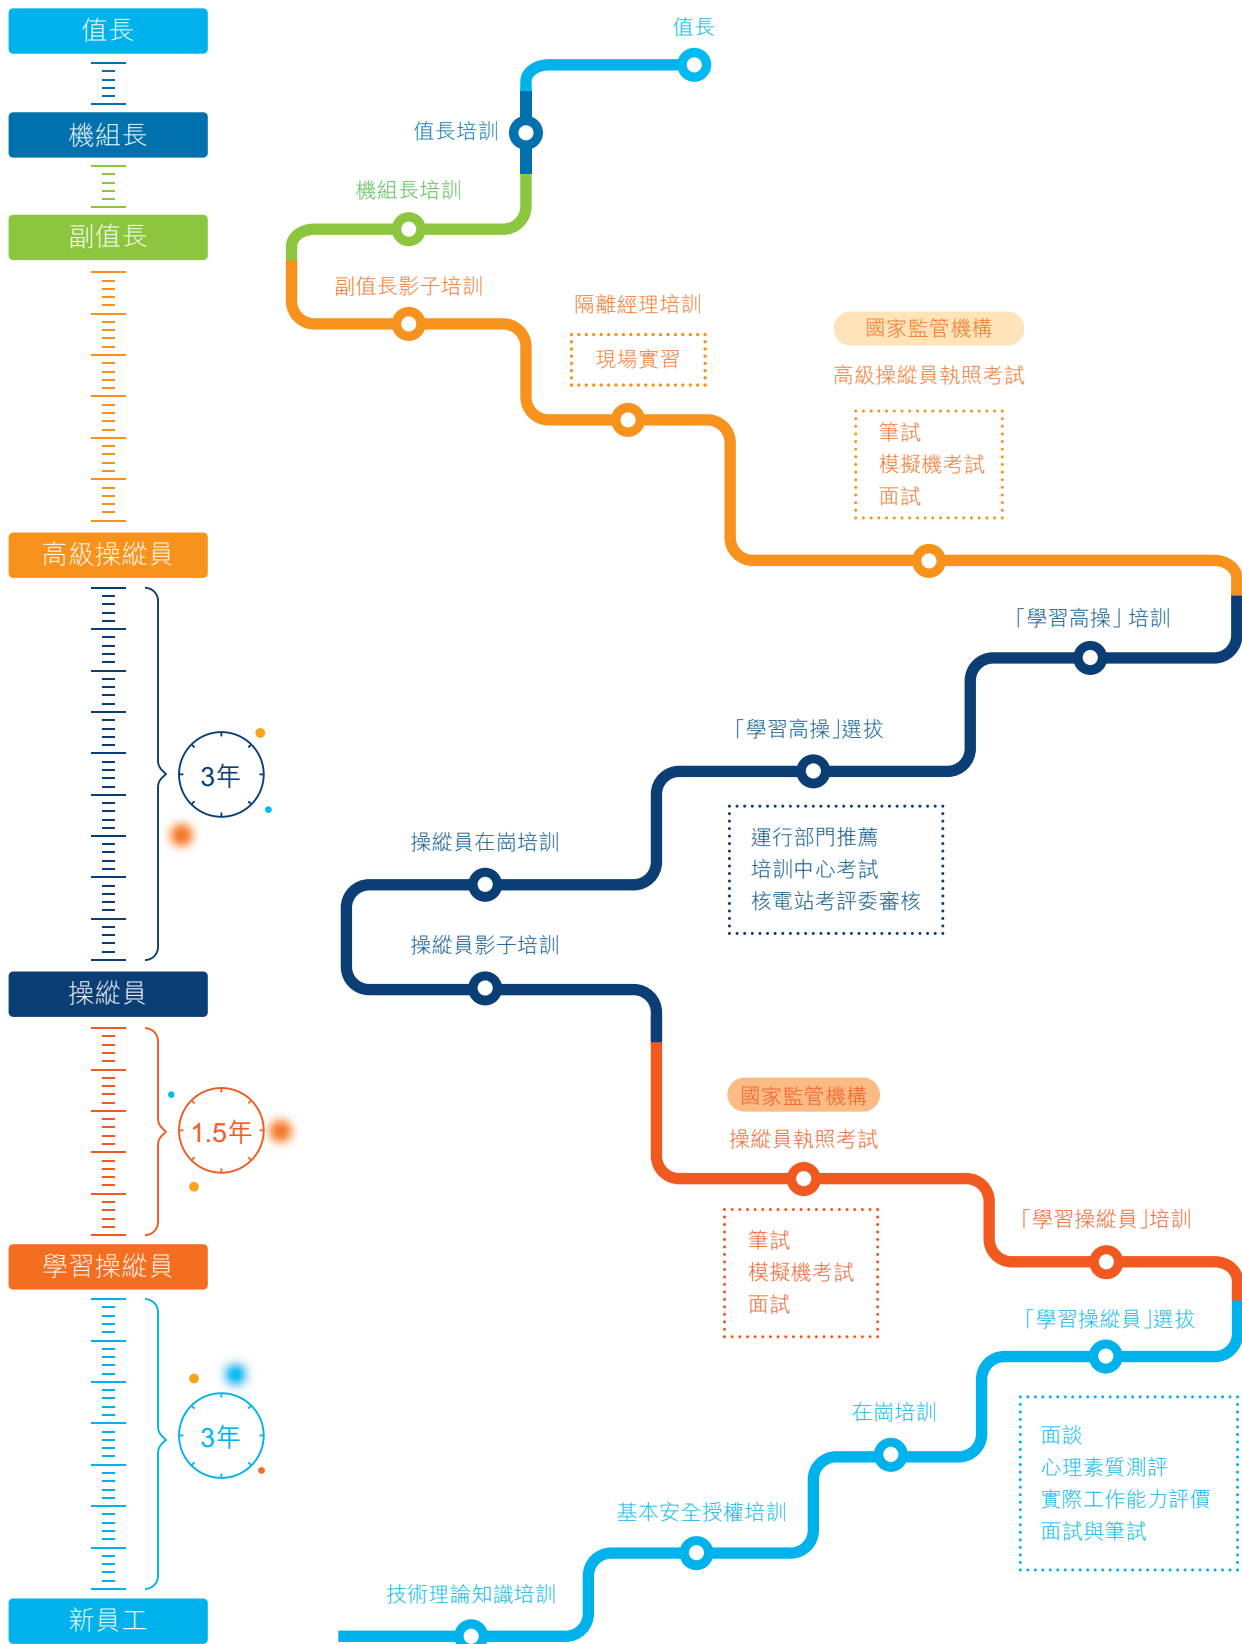 值長
機組長
副值長
高級操縱員
3年
操縱員
1.5年
學習操縱員
3年
新員工
值長
值長培訓
機組長培訓
副值長影子培訓
隔離經理培訓
現場實習
國家監管機構
高級操縱員執照考試
筆試
模擬機考試
面試
「學習高操」培訓
「學習高操」選拔
運行部門推薦
培訓中心考試
核電站考評委審核
操縱員在崗培訓
操縱員影子培訓
國家監管機構
操縱員執照考試
筆試
模擬機考試
面試
「學習操縱員」培訓
「學習操縱員」選拔
面談
心理素質測評
實際工作能力評價
面試與筆試
在崗培訓
基本安全授權培訓
技術理論知識培訓